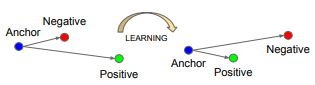 Negative
Anchor
Positive
LEARNING
Negative
Anchor
Positive